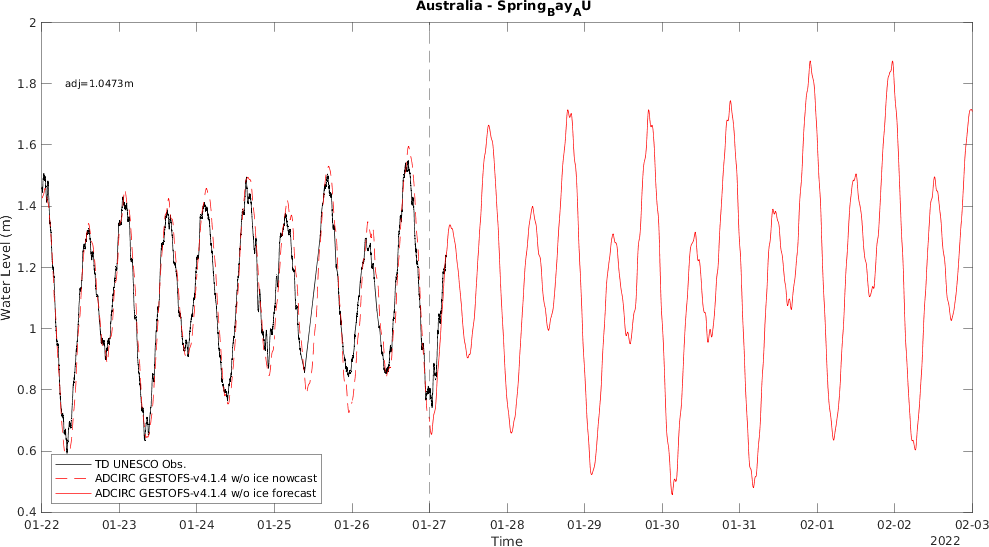 Australia - SpringBayAU
2
1.8
1.6
1.4
1.2
1
0.8
0.6
0.4
Water Level (m)
adj=1.0473m
TD UNESCO Obs.
ADCIRC GESTOFS-v4.1.4 w/o ice nowcast
ADCIRC GESTOFS-v4.1.4 w/o ice forecast
01-22 01-23 01-24 01-25 01-26 01-27 01-28 01-29 01-30 01-31 02-01 02-02 02-03
Time
2022